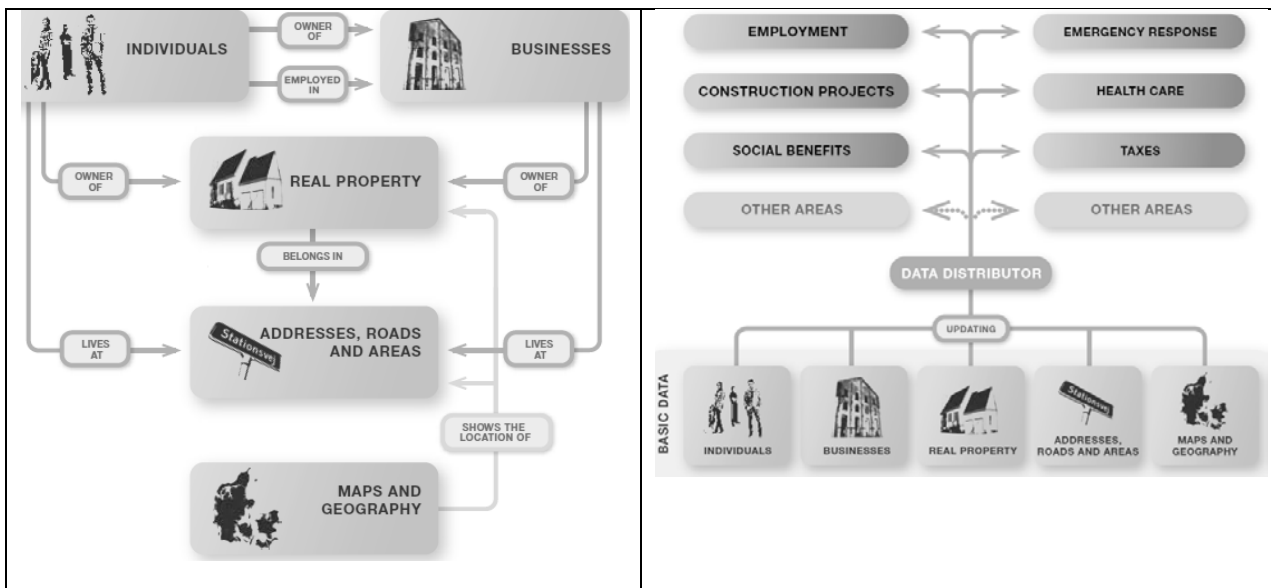 INDIVIDUALS
OWNER
OF
EMPLOYED
IN
BUSINESSES
OWNER
OF
REAL PROPERTY
OWNER
OF
BELONGS IN
LIVES
AT
Stationsvej
ADDRESSES, ROADS
AND AREAS
LIVES
AT
SHOWS THE
LOCATION OF
MAPS AND
GEOGRAPHY
EMPLOYMENT
EMERGENCY RESPONSE
CONSTRUCTION PROJECTS
HEALTH CARE
SOCIAL BENEFITS
TAXES
OTHER AREAS
OTHER AREAS
DATA DISTRIBUTOR
UPDATING
BASIC DATA
INDIVIDUALS
BUSINESSES
REAL PROPERTY
Stationsvej
ADDRESSES,
ROADS AND AREAS
MAPS AND
GEOGRAPHY